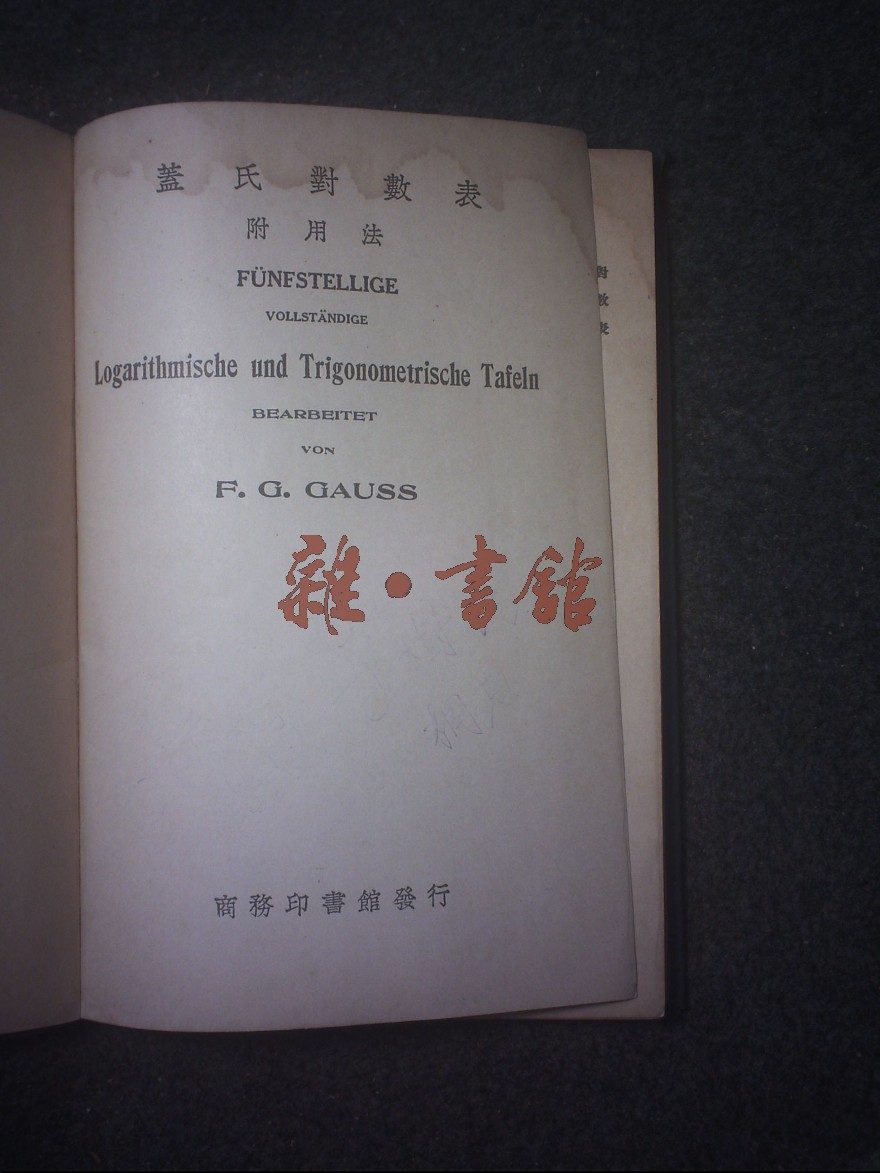 蓋氏對數表
附用法
FÜNFSTELLIGE
VOLLSTÄNDIGE
Logarithmische und Trigonometrische Tafeln
BEARBEITET
VON
F. G. GAUSS
雜·書館
商務印書館發行